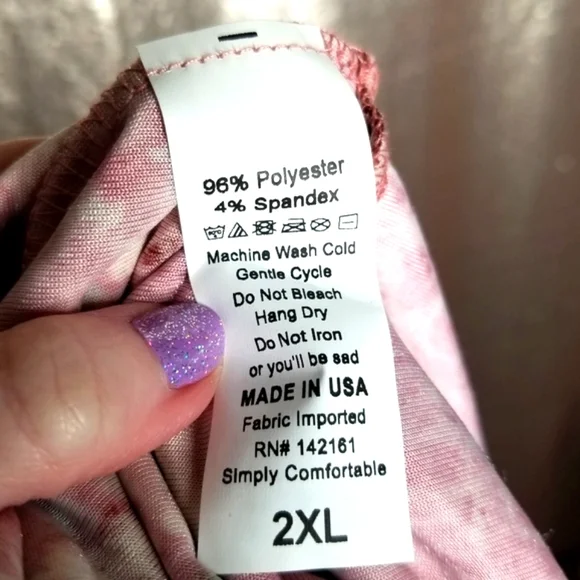 96% Polyester
4% Spandex
Machine Wash Cold
Gentle Cycle
Do Not Bleach
Hang Dry
Do Not Iron
or you'll be sad
MADE IN USA
Fabric Imported
RN# 142161
Simply Comfortable
2XL